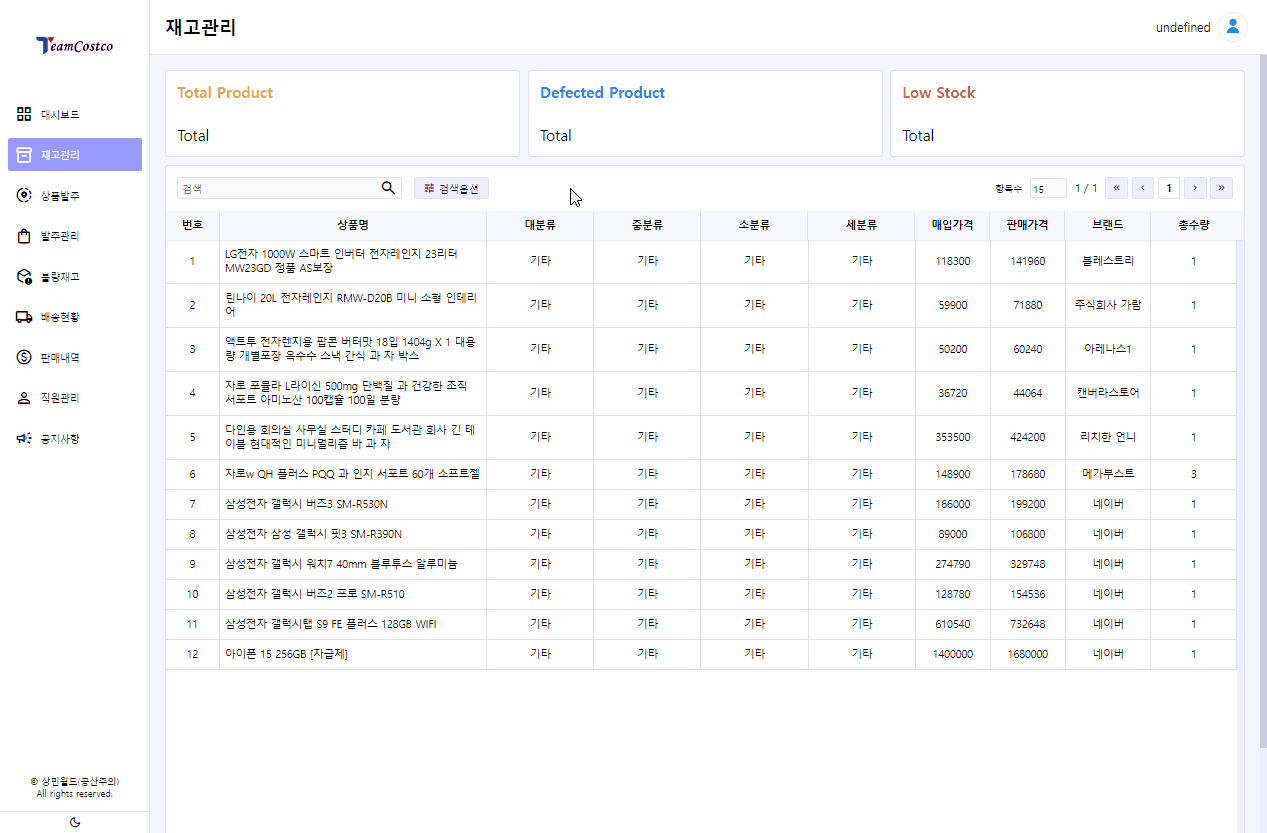 TeamCostco
재고관리
undefined
대시보드
재고관리
상품발주
발주관리
불량재고
배송현황
판매내역
직원관리
공지사항
© 상민월드(공산주의)
All rights reserved.
Total Product
Total
Defected Product
Total
Low Stock
Total
검색
검색옵션
항목수 15 1 / 1 « ‹ 1 › »
번호 상품명 대분류 중분류 소분류 세분류 매입가격 판매가격 브랜드 총수량
1 LG전자 1000W 스마트 인버터 전자레인지 23리터
MW23GD 정품 AS보장 기타 기타 기타 기타 118300 141960 블레스트리 1
2 린나이 20L 전자레인지 RMW-D20B 미니 소형 인테리
어 기타 기타 기타 기타 59900 71880 주식회사 가람 1
3 액트투 전자렌지용 팝콘 버터맛 18입 1404g X 1 대용
량 개별포장 옥수수 스낵 간식 과 자 박스 기타 기타 기타 기타 50200 60240 아레나스1 1
4 자로 포뮬라 L라이신 500mg 단백질 과 건강한 조직
서포트 아미노산 100캡슐 100일 분량 기타 기타 기타 기타 36720 44064 캔버라스토어 1
5 다인용 회의실 사무실 스터디 카페 도서관 회사 긴 테
이블 현대적인 미니멀리즘 바 과 자 기타 기타 기타 기타 353500 424200 리치한 언니 1
6 자로w QH 플러스 PQQ 과 인지 서포트 60개 소프트젤 기타 기타 기타 기타 148900 178680 메가부스트 3
7 삼성전자 갤럭시 버즈3 SM-R530N 기타 기타 기타 기타 166000 199200 네이버 1
8 삼성전자 삼성 갤럭시 핏3 SM-R390N 기타 기타 기타 기타 89000 106800 네이버 1
9 삼성전자 갤럭시 워치7 40mm 블루투스 알루미늄 기타 기타 기타 기타 274790 329748 네이버 1
10 삼성전자 갤럭시 버즈2 프로 SM-R510 기타 기타 기타 기타 128780 154536 네이버 1
11 삼성전자 갤럭시탭 S9 FE 플러스 128GB WIFI 기타 기타 기타 기타 610540 732648 네이버 1
12 아이폰 15 256GB [자급제] 기타 기타 기타 기타 1400000 1680000 네이버 1